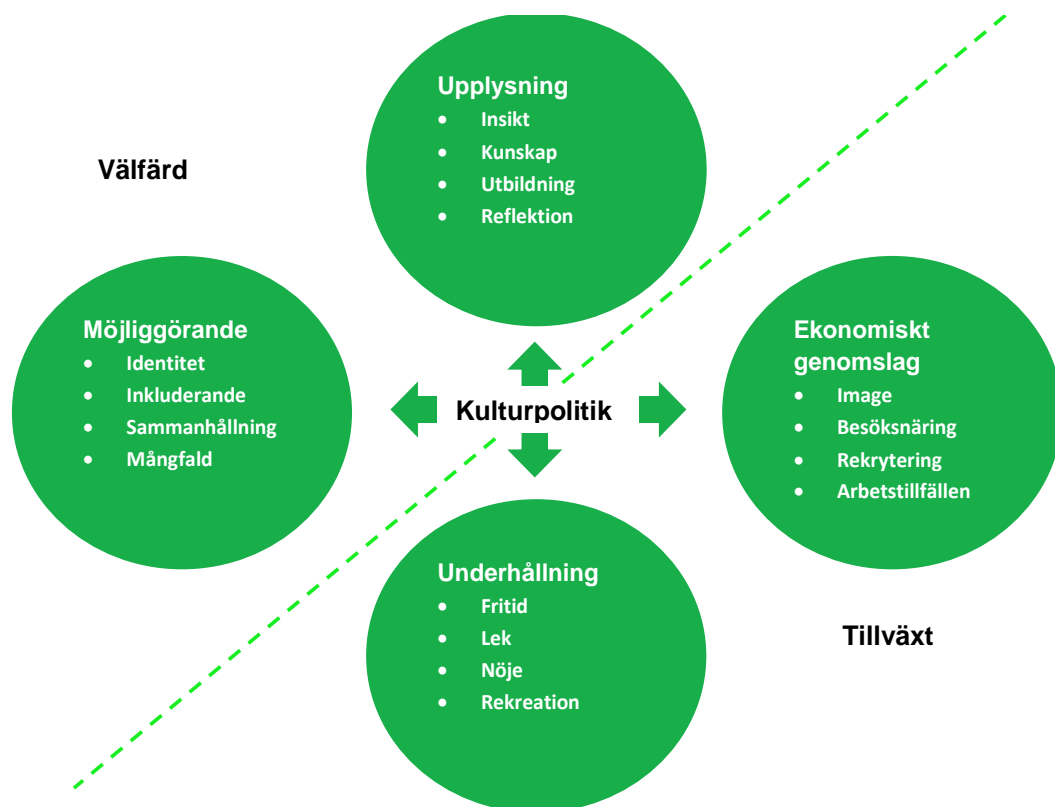 Upplysning
• Insikt
• Kunskap
• Utbildning
• Reflektion
Välfärd
Möjliggörande
• Identitet
• Inkluderande
• Sammanhållning
• Mångfald
Kulturpolitik
Ekonomiskt
genomslag
• Image
• Besöksnäring
• Rekrytering
• Arbetstillfällen
Underhållning
• Fritid
• Lek
• Nöje
• Rekreation
Tillväxt